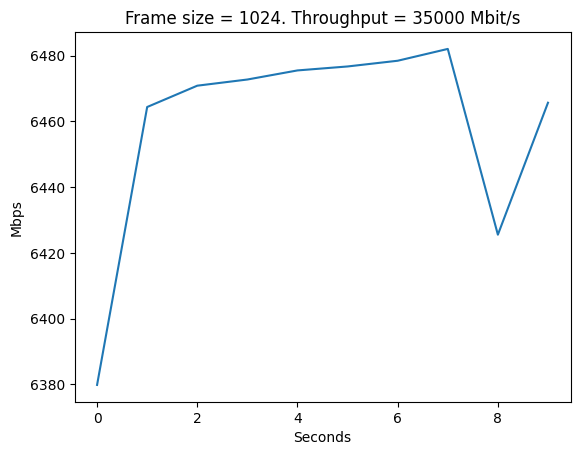 Frame size = 1024. Throughput = 35000 Mbit/s
6480
6460
6440
6420
6400
6380
Mbps
0 2 4 6 8
Seconds